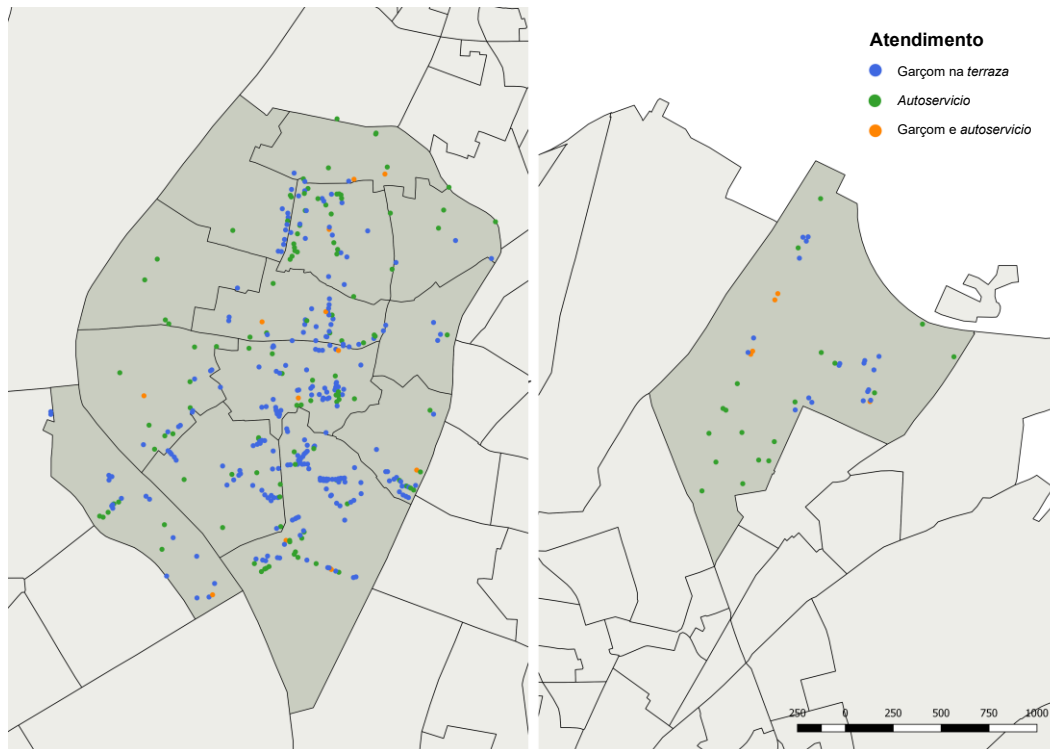 Atendimento
Garçom na terraza
Autoservicio
Garçom e autoservicio
250 0 250 500 750 1000